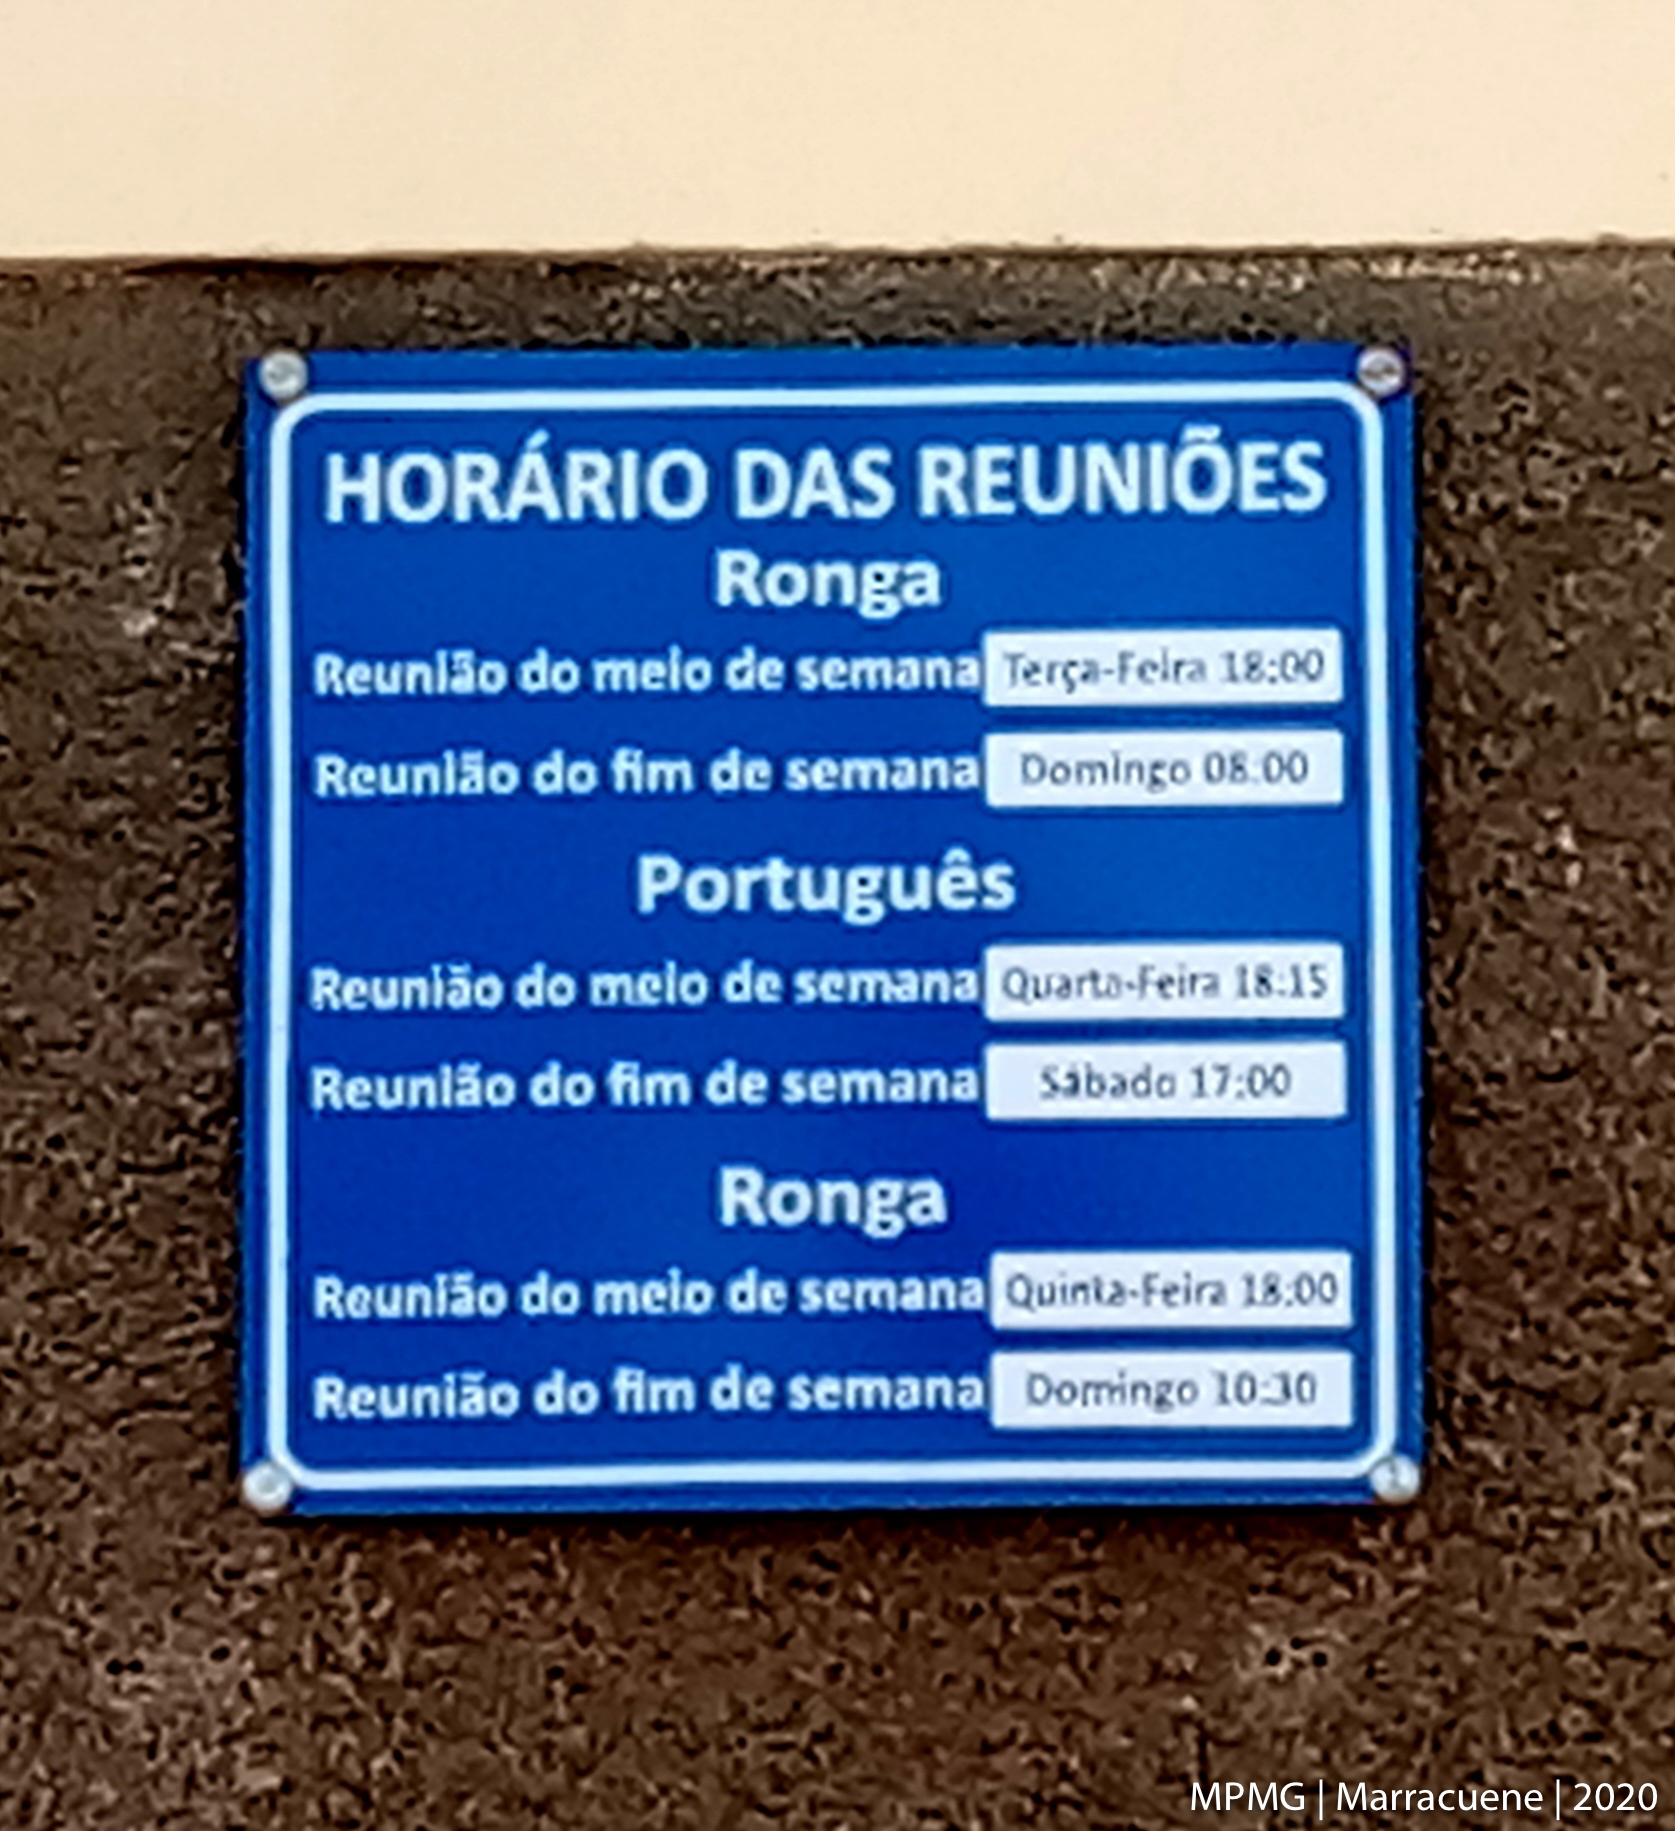 HORÁRIO DAS REUNIÕES
Ronga
Reunião do meio de semana Terça-Feira 18:00
Reunião do fim de semana Domingo 08:00
Português
Reunião do meio de semana Quarta-Feira 18:15
Reunião do fim de semana Sábado 17:00
Ronga
Reunião do meio de semana Quinta-Feira 18:00
Reunião do fim de semana Domingo 10:30
MPMG | Marracuene | 2020